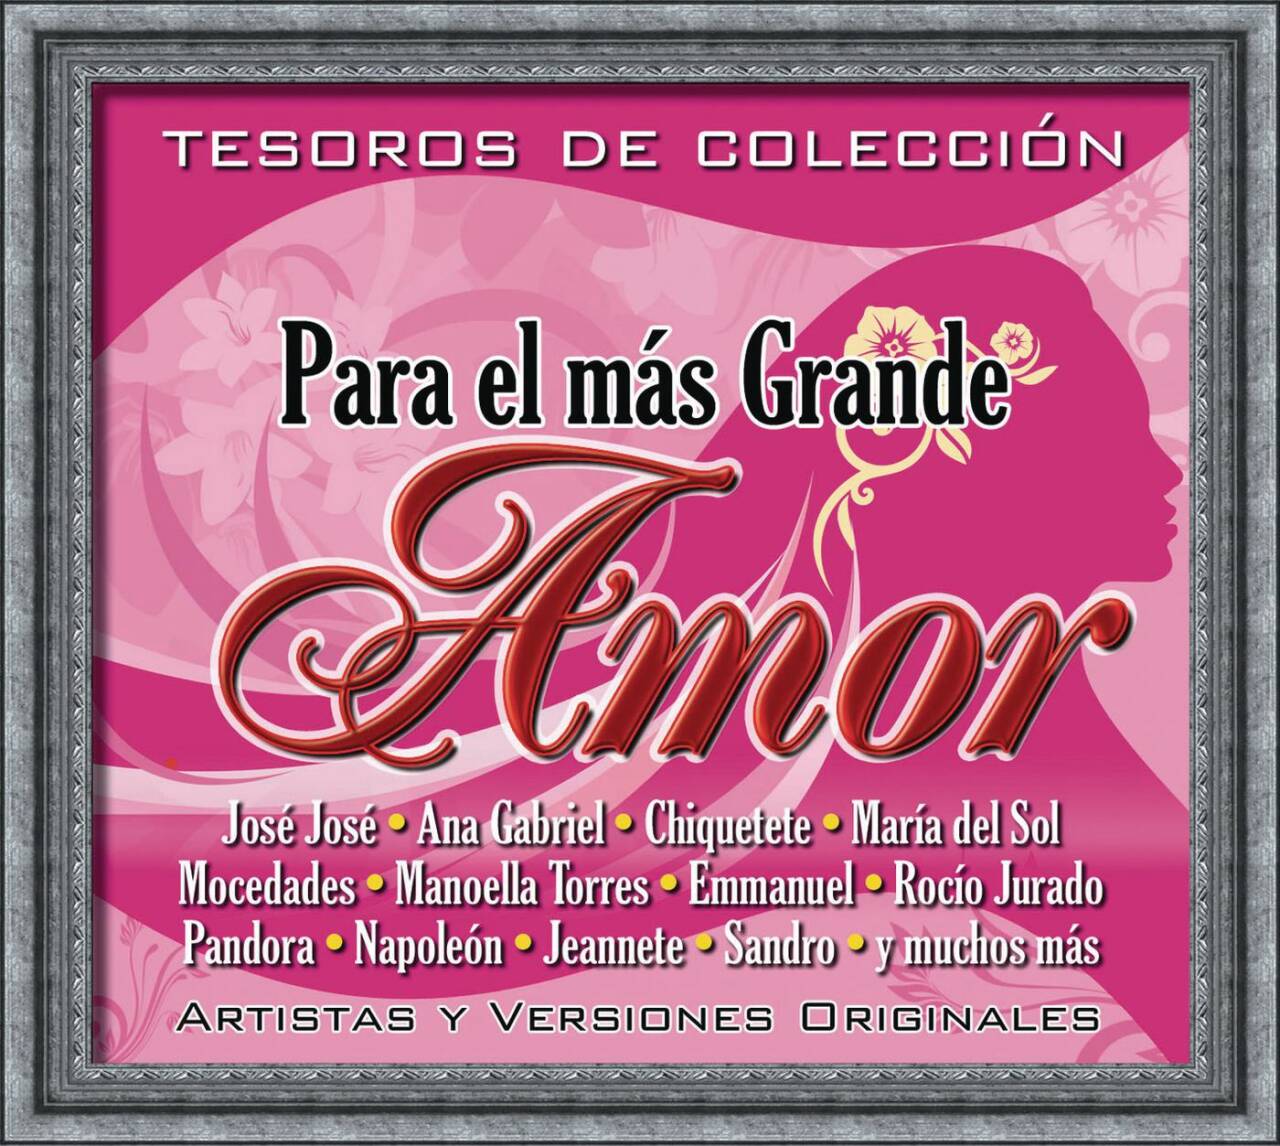 TESOROS DE COLECCIÓN
Para el más Grande
Amor
José José • Ana Gabriel • Chiquetete • María del Sol
Mocedades • Manoella Torres • Emmanuel • Rocío Jurado
Pandora • Napoleón • Jeannete • Sandro • y muchos más
ARTISTAS Y VERSIONES ORIGINALES